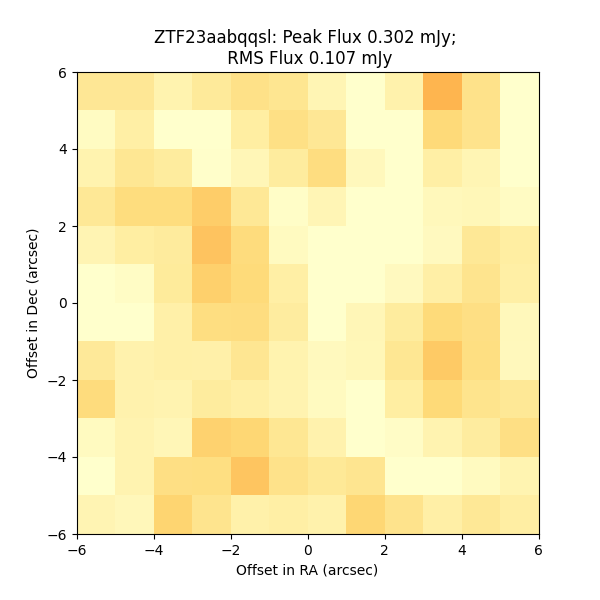 ZTF23aabqqsl: Peak Flux 0.302 mJy;
RMS Flux 0.107 mJy
6
4
2
0
−2
−4
−6
Offset in Dec (arcsec)
−6 −4 −2 0 2 4 6
Offset in RA (arcsec)